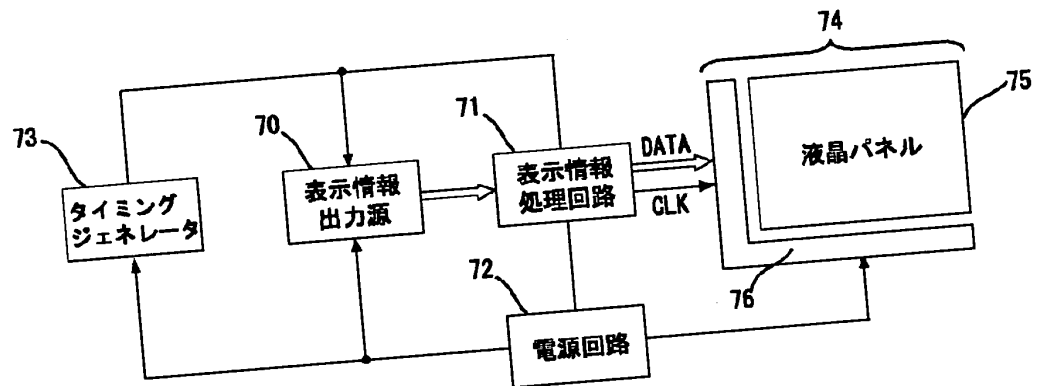 74
73
70
71
75
タイミング
ジェネレータ
表示情報
出力源
表示情報
処理回路
DATA
CLK
液晶パネル
72
電源回路
76